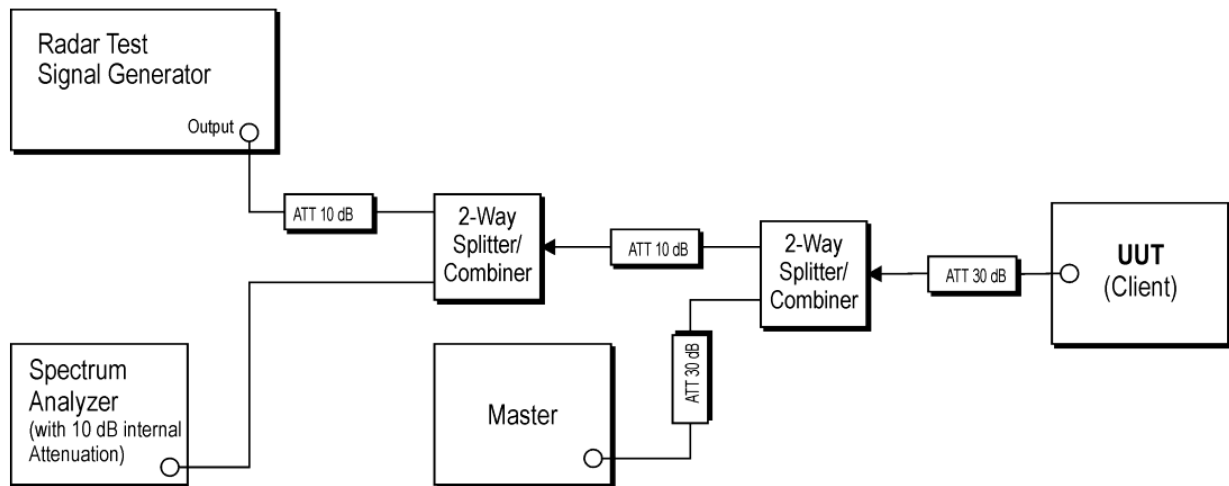 Radar Test
Signal Generator
Output
ATT 10 dB
2-Way
Splitter/
Combiner
ATT 10 dB
2-Way
Splitter/
Combiner
ATT 30 dB
UUT
(Client)
Spectrum
Analyzer
(with 10 dB internal
Attenuation)
Master
ATT 30 dB